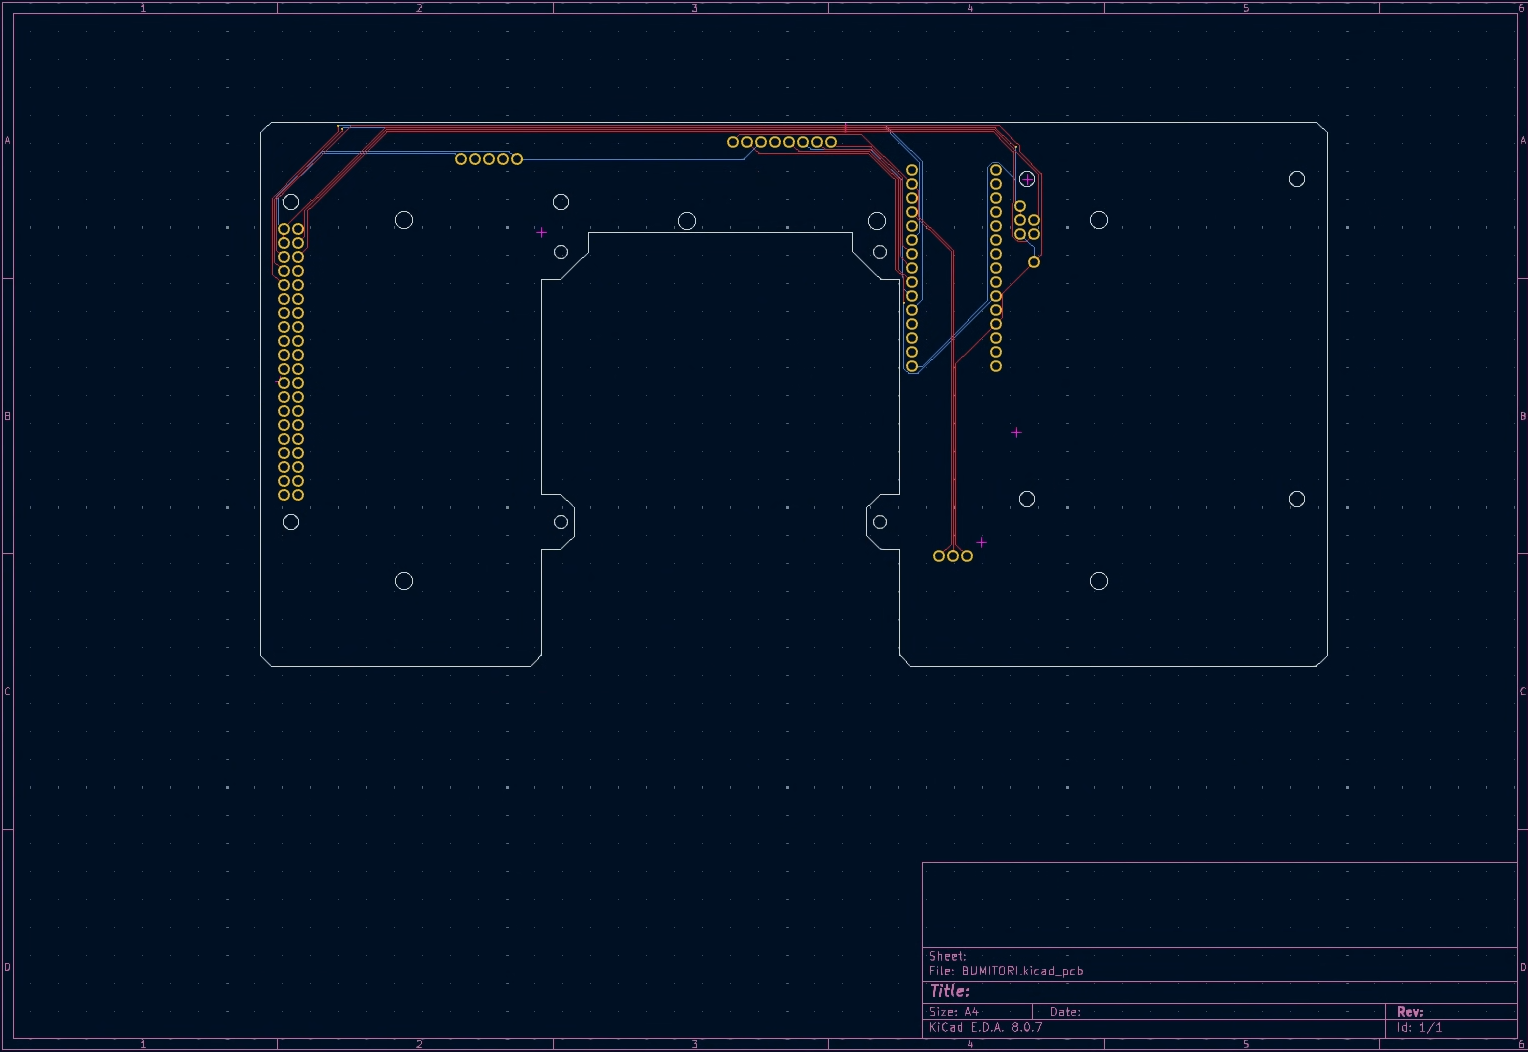 1 2 3 4 5 6
A A
B B
C C
D D
Sheet:
File: BUMITORI.kicad_pcb
Title:
Size: A4 Date: Rev:
KiCad E.D.A. 8.0.7 Id: 1/1
1 2 3 4 5 6